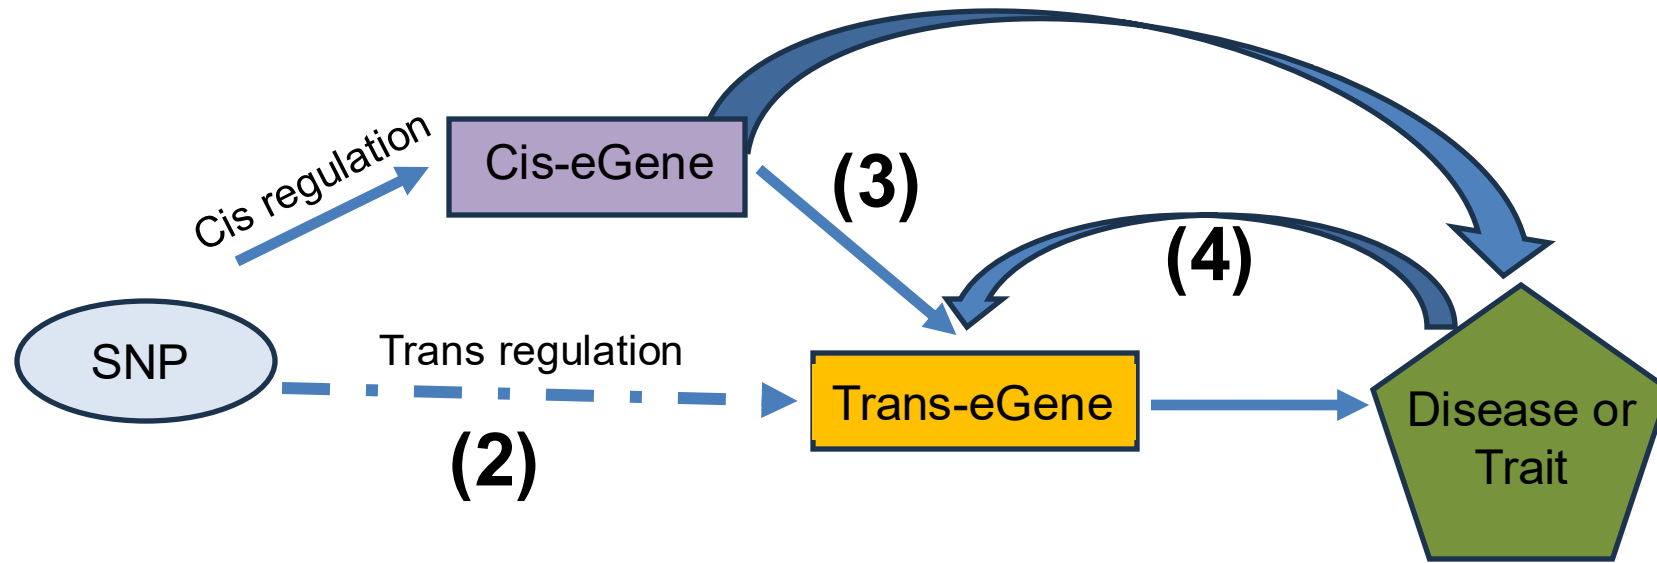 Cis regulation
Cis-eGene
(3)
(4)
SNP
Trans regulation
(2)
Trans-eGene
Disease or
Trait